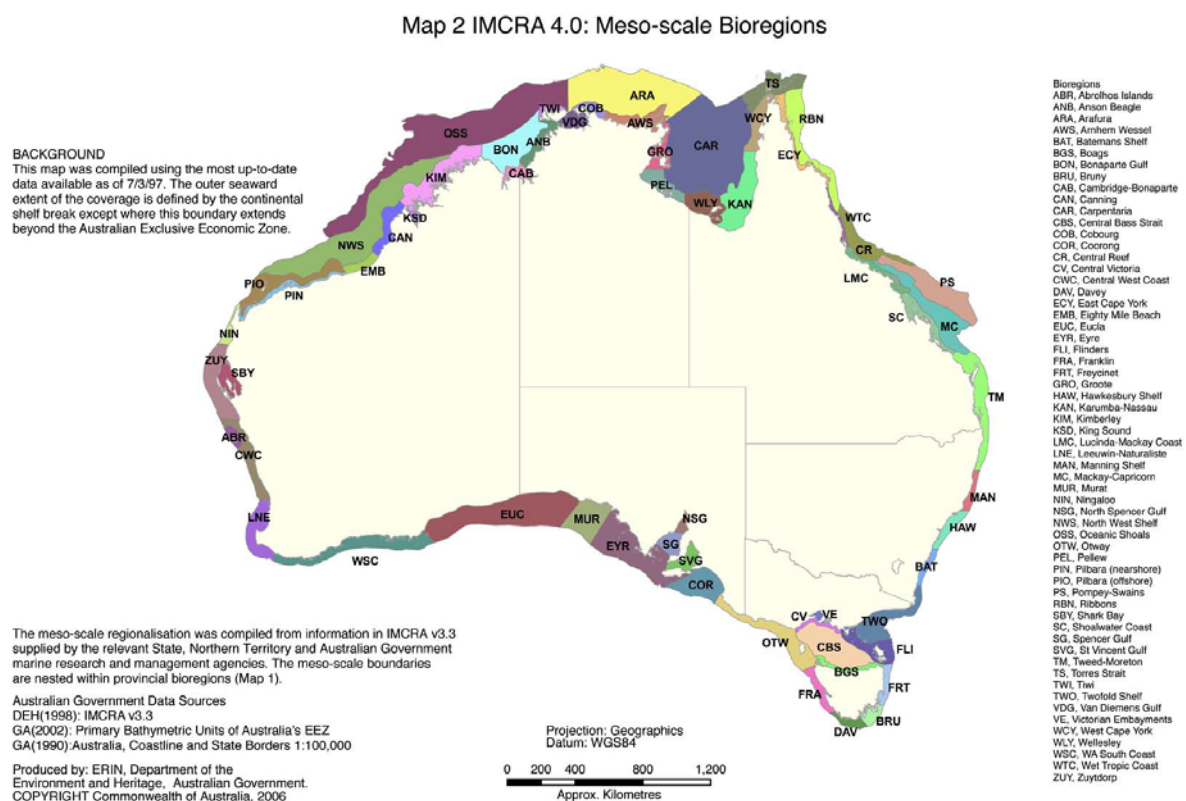 Map 2 IMCRA 4.0: Meso-scale Bioregions
BACKGROUND
This map was compiled using the most up-to-date
data available as of 7/3/97. The outer seaward
extent of the coverage is defined by the continental
shelf break except where this boundary extends
beyond the Australian Exclusive Economic Zone.
TS
ARA
COB
TWI
VDG
AWS
WCY
RBN
OSS
ANB
BON
GRO
CAR
ECY
KIM
CAB
PEL
WLY
KAN
KSD
WTC
CAN
NWS
CR
EMB
LMC
PS
PIO
PIN
SC
MC
NIN
ZUY
SBY
TM
ABR
CWC
MAN
LNE
EUC
MUR
NSG
HAW
EYR
SG
SVG
WSC
COR
BAT
CV
VE
TWO
OTW
CBS
FLI
BGS
FRA
FRT
BRU
DAV
Bioregions
ABR, Abrolhos Islands
ANB, Anson Beagle
ARA, Arafura
AWS, Arnhem Wessel
BAT, Batemans Shelf
BGS, Boags
BON, Bonaparte Gulf
BRU, Bruny
CAB, Cambridge-Bonaparte
CAN, Canning
CAR, Carpentaria
CBS, Central Bass Strait
COB, Cobourg
COR, Coorong
CR, Central Reef
CV, Central Victoria
CWC, Central West Coast
DAV, Davey
ECY, East Cape York
EMB, Eighty Mile Beach
EUC, Eucla
EYR, Eyre
FLI, Flinders
FRA, Franklin
FRT, Freycinet
GRO, Groote
HAW, Hawkesbury Shelf
KAN, Karumba-Nassau
KIM, Kimberley
KSD, King Sound
LMC, Lucinda-Mackay Coast
LNE, Leeuwin-Naturaliste
MAN, Manning Shelf
MC, Mackay-Capricorn
MUR, Murat
NIN, Ningaloo
NSG, North Spencer Gulf
NWS, North West Shelf
OSS, Oceanic Shoals
OTW, Otway
PEL, Pellew
PIN, Pilbara (nearshore)
PIO, Pilbara (offshore)
PS, Pompey-Swains
RBN, Ribbons
SBY, Shark Bay
SC, Shoalwater Coast
SG, Spencer Gulf
SVG, St Vincent Gulf
TM, Tweed-Moreton
TS, Torres Strait
TWI, Tiwi
TWO, Twofold Shelf
VDG, Van Diemens Gulf
VE, Victorian Embayments
WCY, West Cape York
WLY, Wellesley
WSC, WA South Coast
WTC, Wet Tropic Coast
ZUY, Zuytdorp
The meso-scale regionalisation was compiled from information in IMCRA v3.3
supplied by the relevant State, Northern Territory and Australian Government
marine research and management agencies. The meso-scale boundaries
are nested within provincial bioregions (Map 1).
Australian Government Data Sources
DEH(1998): IMCRA v3.3
GA(2002): Primary Bathymetric Units of Australia's EEZ
GA(1990):Australia, Coastline and State Borders 1:100,000
Produced by: ERIN, Department of the
Environment and Heritage, Australian Government.
COPYRIGHT Commonwealth of Australia, 2006
Projection: Geographics
Datum: WGS84
0 200 400 800 1,200
Approx. Kilometres